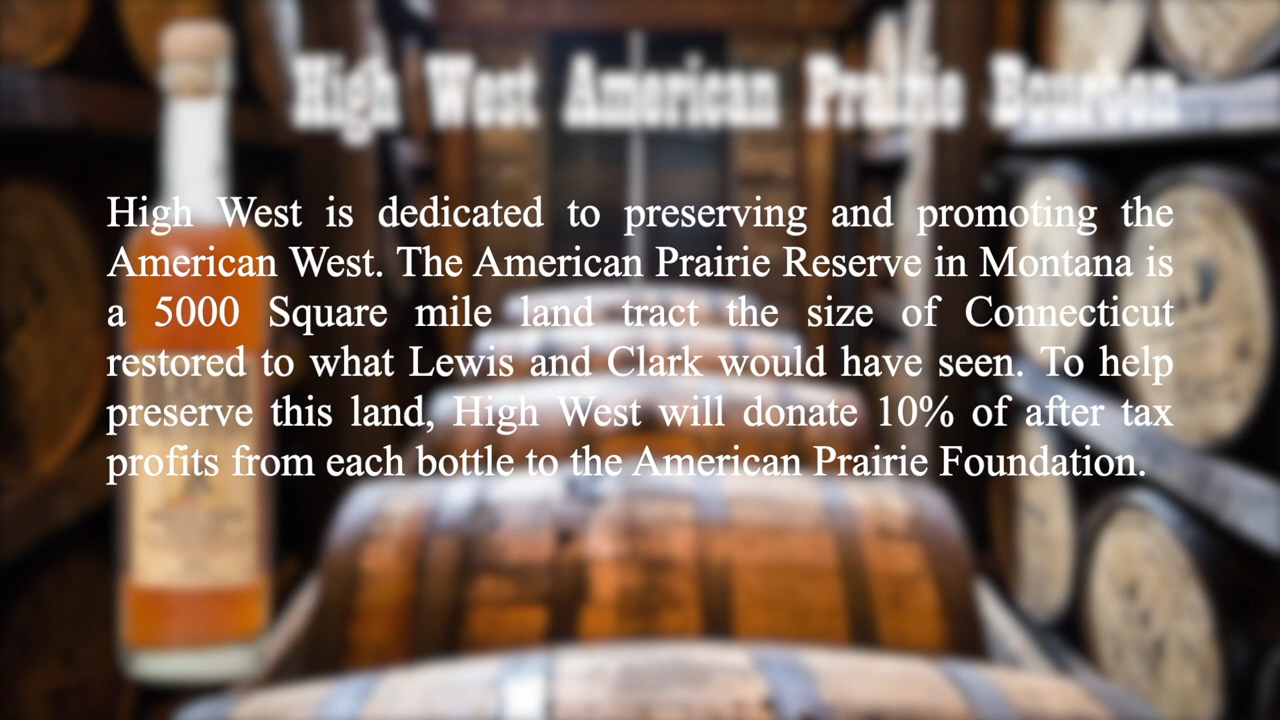 High West American Prairie Bourbon
High West is dedicated to preserving and promoting the
American West. The American Prairie Reserve in Montana is
a 5000 Square mile land tract the size of Connecticut
restored to what Lewis and Clark would have seen. To help
preserve this land, High West will donate 10% of after tax
profits from each bottle to the American Prairie Foundation.